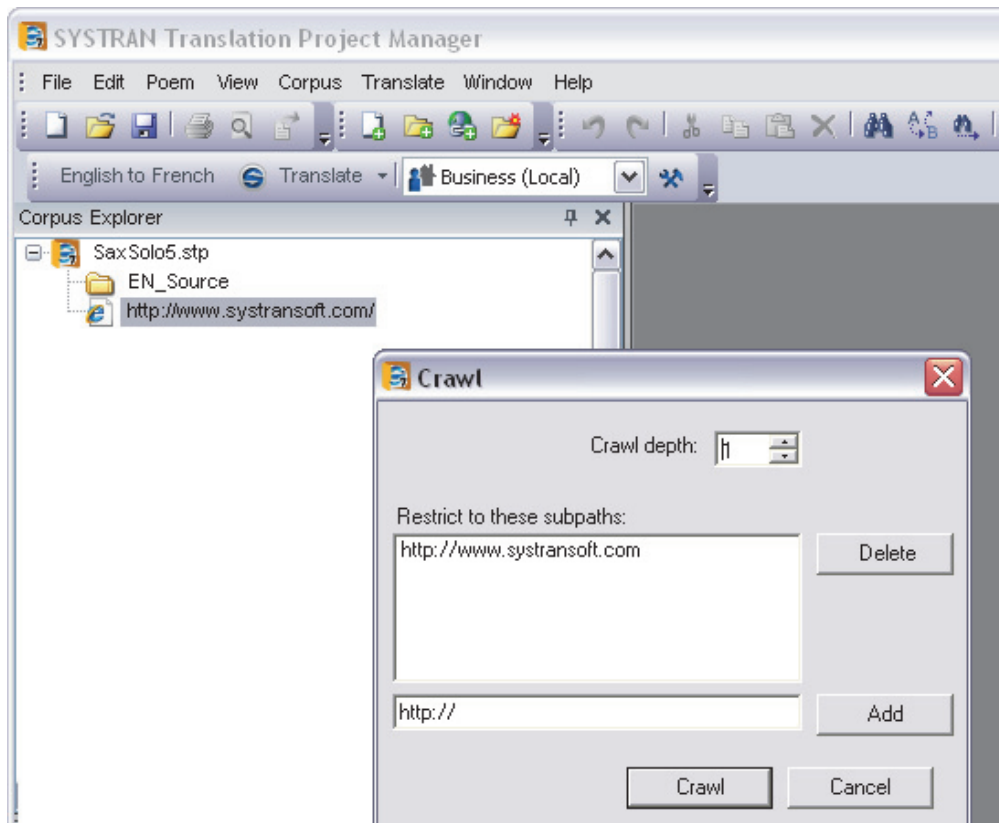 SYSTRAN Translation Project Manager
File Edit Poem View Corpus Translate Window Help
English to French Translate Business (Local)
Corpus Explorer
SaxSolo5.stp
EN_Source
http://www.systransoft.com/
Crawl
Crawl depth:
Restrict to these subpaths:
http://www.systransoft.com
Delete
http://
Add
Crawl Cancel